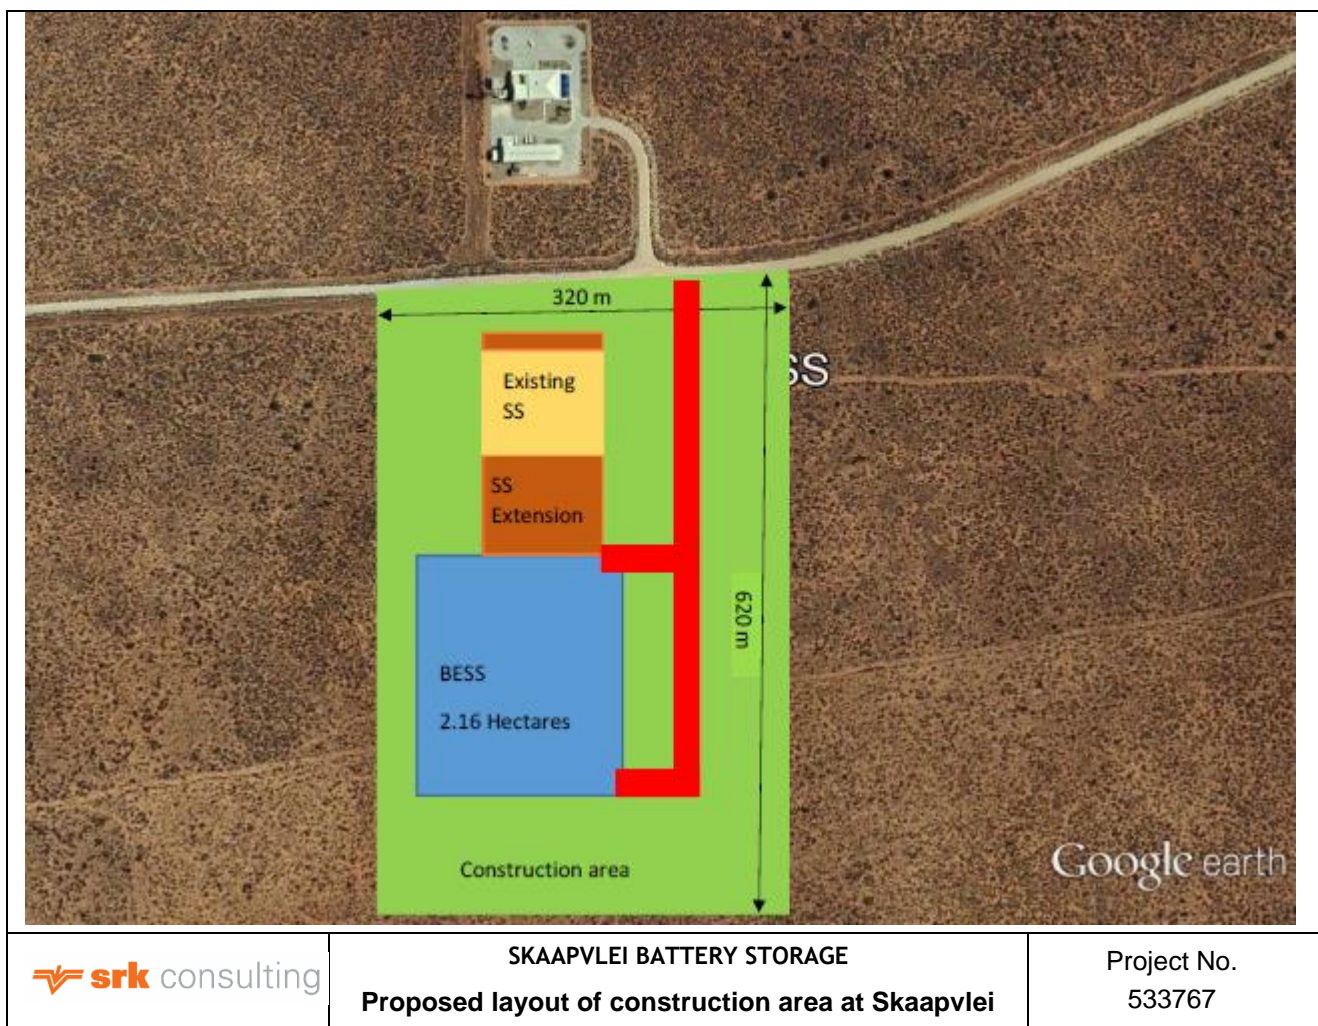 320 m
SS
Existing
SS
SS
Extension
620 m
BESS
2.16 Hectares
Construction area
Google earth
srk consulting
SKAAPVLEI BATTERY STORAGE
Proposed layout of construction area at Skaapvlei
Project No.
533767